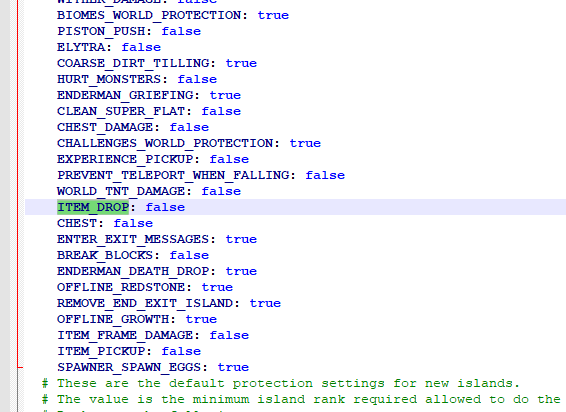 WITHER_DAMAGE: false
BIOMES_WORLD_PROTECTION: true
PISTON_PUSH: false
ELYTRA: false
COARSE_DIRT_TILLING: true
HURT_MONSTERS: false
ENDERMAN_GRIEFING: true
CLEAN_SUPER_FLAT: false
CHEST_DAMAGE: false
CHALLENGES_WORLD_PROTECTION: true
EXPERIENCE_PICKUP: false
PREVENT_TELEPORT_WHEN_FALLING: false
WORLD_TNT_DAMAGE: false
ITEM_DROP: false
CHEST: false
ENTER_EXIT_MESSAGES: true
BREAK_BLOCKS: false
ENDERMAN_DEATH_DROP: true
OFFLINE_REDSTONE: true
REMOVE_END_EXIT_ISLAND: true
OFFLINE_GROWTH: true
ITEM_FRAME_DAMAGE: false
ITEM_PICKUP: false
SPAWNER_SPAWN_EGGS: true
# These are the default protection settings for new islands.
# The value is the minimum island rank required allowed to do the